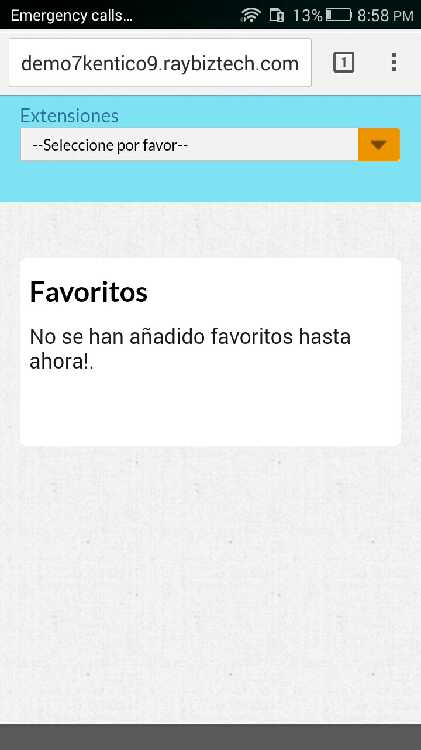 Emergency calls... 13% 8:58 PM
demo7kentico9.raybiztech.com 1
Extensiones
--Seleccione por favor--
Favoritos
No se han añadido favoritos hasta
ahora!.